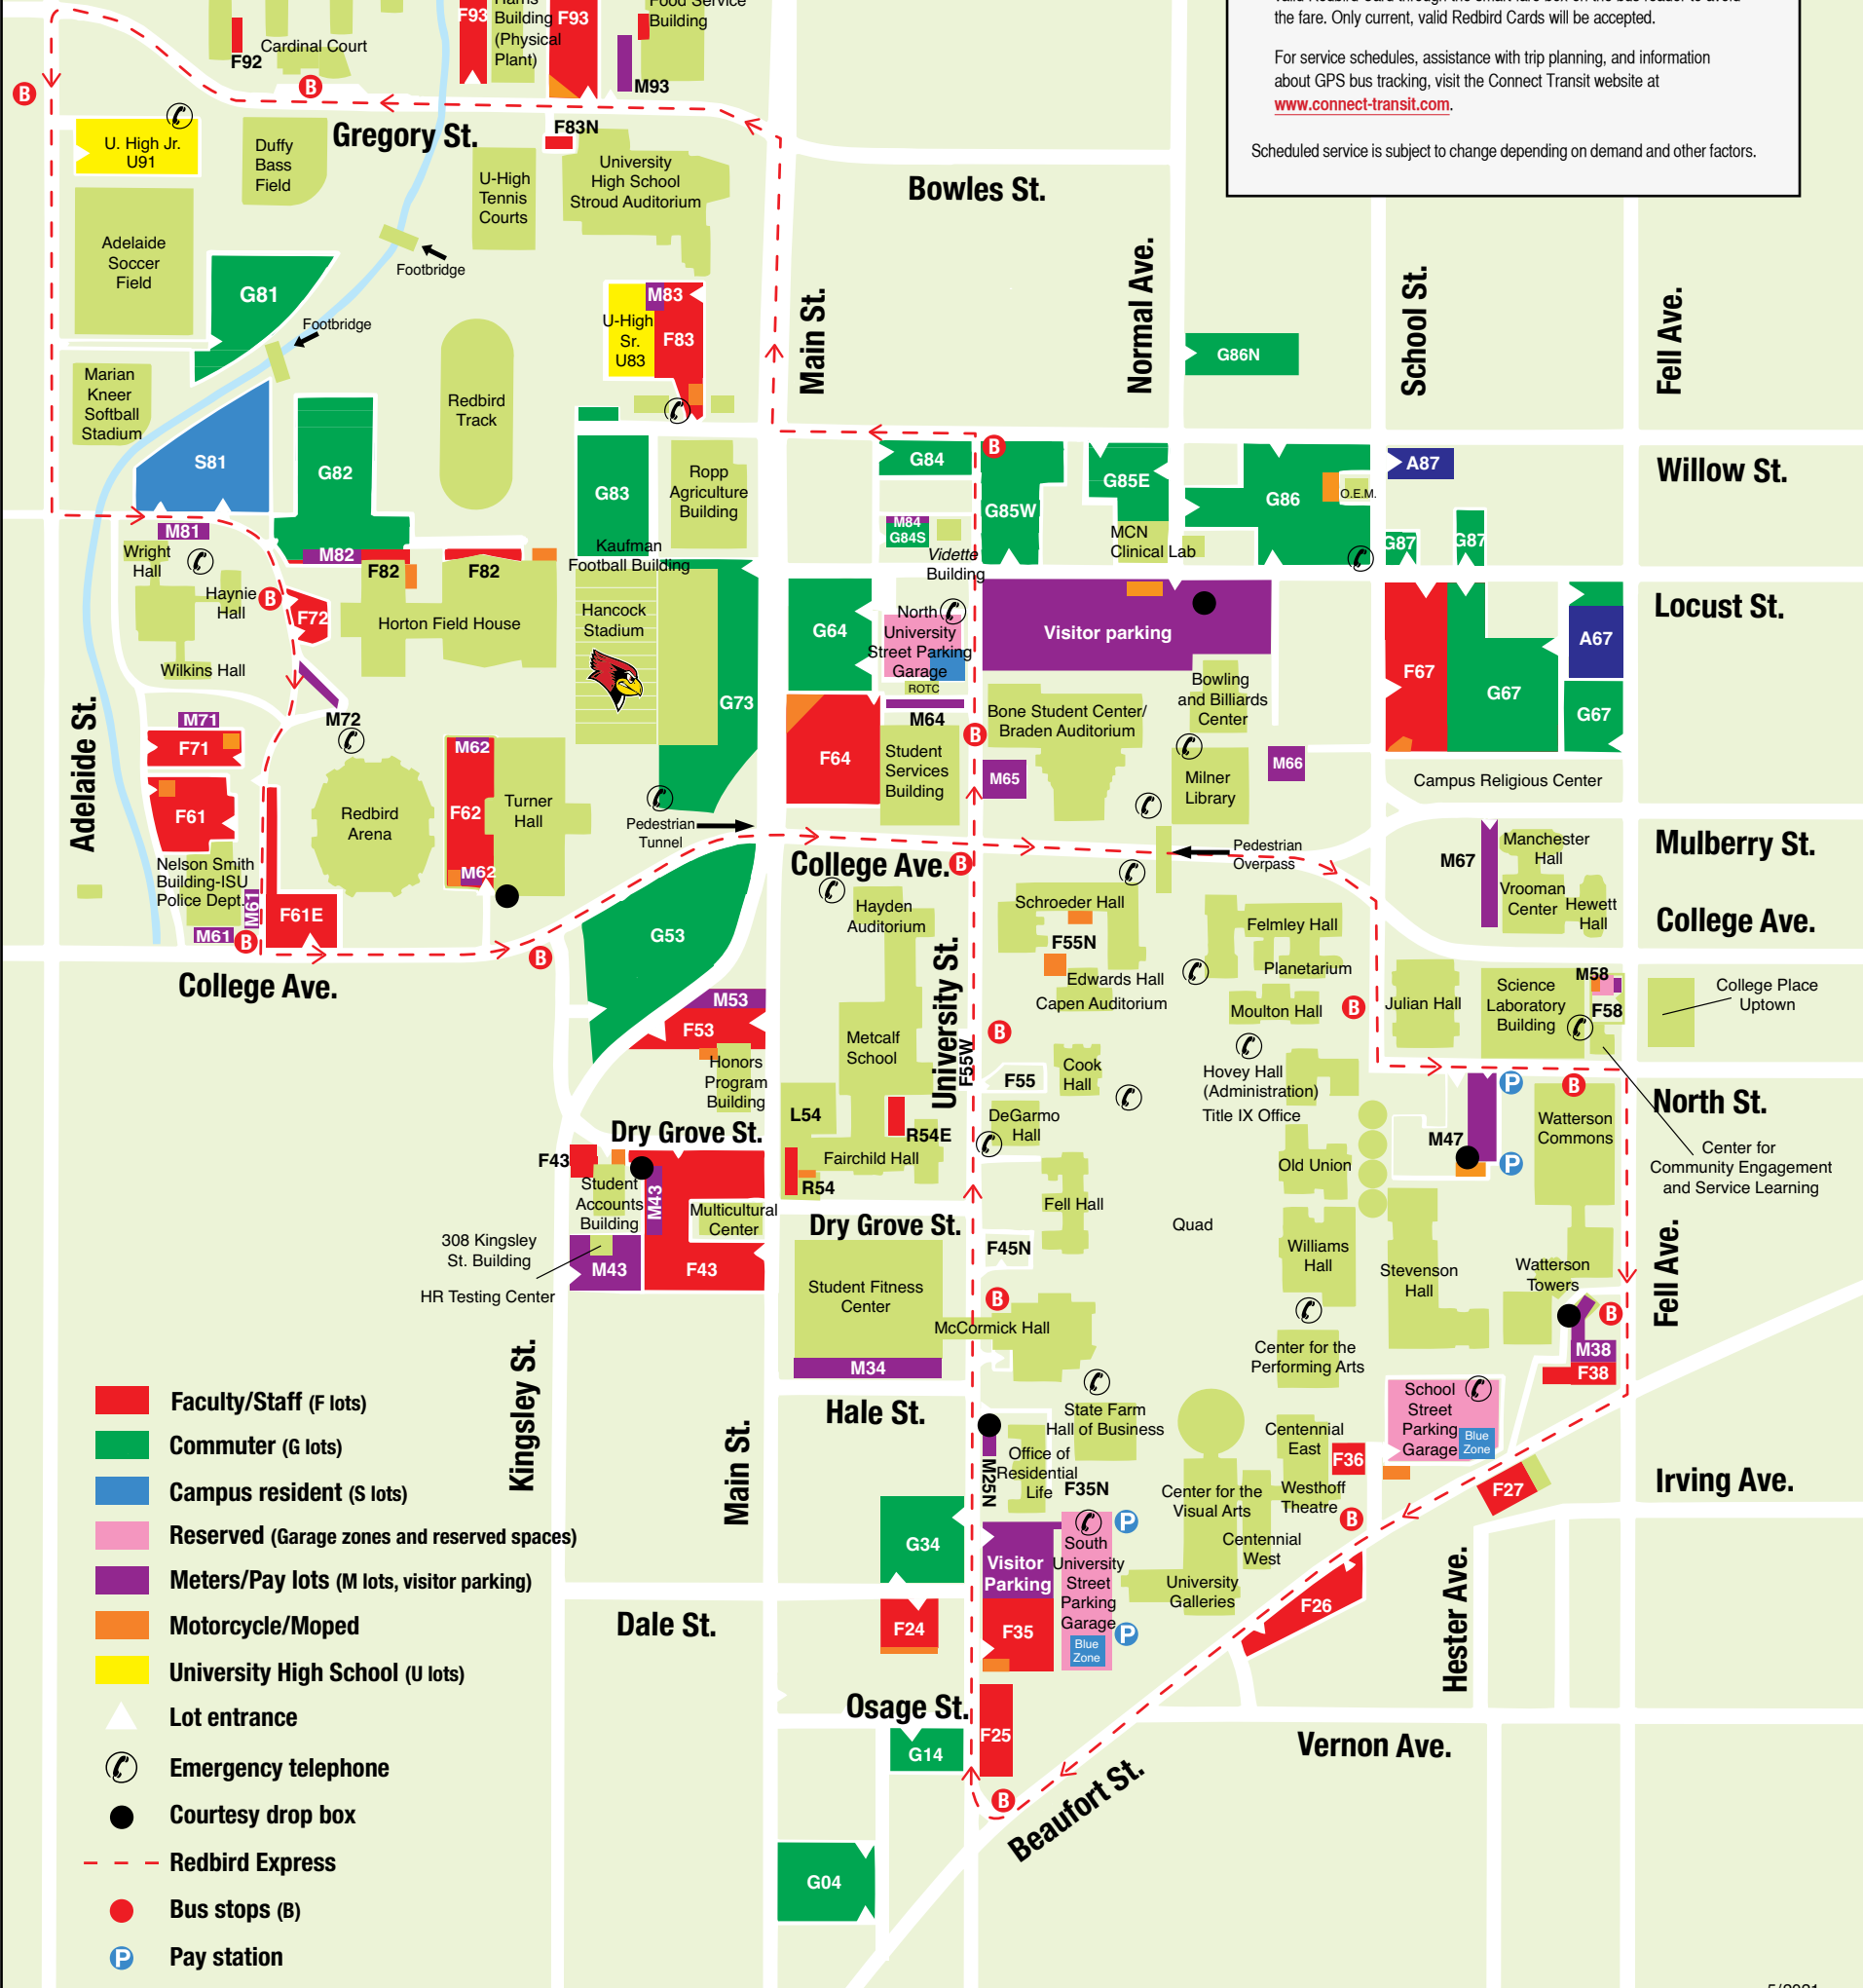 the fare. Only current, valid Redbird Cards will be accepted.
For service schedules, assistance with trip planning, and information
about GPS bus tracking, visit the Connect Transit website at
www.connect-transit.com.
Scheduled service is subject to change depending on demand and other factors.
F93
Building
(Physical
Plant)
F93
Building
Cardinal Court
F92
M93
B
B
Gregory St.
F83N
U. High Jr.
U91
Duffy
Bass
Field
U-High
Tennis
Courts
University
High School
Stroud Auditorium
Bowles St.
Adelaide
Soccer
Field
Footbridge
G81
Footbridge
M83
U-High
Sr.
U83
F83
Main St.
Normal Ave.
School St.
Fell Ave.
G86N
Marian
Kneer
Softball
Stadium
Redbird
Track
S81
G82
G83
Ropp
Agriculture
Building
G84
B
G85W
G85E
G86
O.E.M.
A87
Willow St.
M84
G84S
Vidette
Building
MCN
Clinical Lab
G87
G87
M81
Wright
Hall
M82
F82
F82
Kaufman
Football Building
Haynie
Hall
B
F72
Horton Field House
Hancock
Stadium
G64
North
University
Street Parking
Garage
ROTC
Visitor parking
Locust St.
A67
F67
G67
G67
Wilkins Hall
M71
M72
G73
M64
Bone Student Center/
Braden Auditorium
Bowling
and Billiards
Center
Adelaide St.
F71
M62
F64
Student
Services
Building
B
M65
Milner
Library
M66
Campus Religious Center
F61
Redbird
Arena
F62
Turner
Hall
Pedestrian
Tunnel
College Ave.
B
Pedestrian
Overpass
M67
Manchester
Hall
Mulberry St.
Nelson Smith
Building-ISU
Police Dept.
M61
M61
F61E
M62
Vrooman
Center
Hewett
Hall
College Ave.
B
B
College Ave.
G53
Hayden
Auditorium
Schroeder Hall
F55N
Felmley Hall
Planetarium
Edwards Hall
Capen Auditorium
Moulton Hall
B
Julian Hall
Science
Laboratory
Building
M58
F58
College Place
Uptown
M53
F53
Metcalf
School
University St.
F55W
B
F55
Cook
Hall
Hovey Hall
(Administration)
Title IX Office
Honors
Program
Building
L54
R54E
DeGarmo
Hall
P
B
North St.
Watterson
Commons
M47
P
Center for
Community Engagement
and Service Learning
Dry Grove St.
F43
Student
Accounts
Building
M43
Fairchild Hall
R54
Old Union
Multicultural
Center
Dry Grove St.
Fell Hall
Quad
308 Kingsley
St. Building
M43
F43
HR Testing Center
F45N
Williams
Hall
Stevenson
Hall
Watterson
Towers
Fell Ave.
Student Fitness
Center
B
McCormick Hall
B
M34
Center for the
Performing Arts
M38
F38
Kingsley St.
Hale St.
Main St.
State Farm
Hall of Business
School
Street
Parking
Garage
Blue
Zone
M25N
Office of
Residential
Life
F35N
Centennial
East
F36
Westhoff
Theatre
Center for the
Visual Arts
F27
Irving Ave.
G34
Visitor
Parking
South
University
Street
Parking
Garage
Blue
Zone
P
P
Centennial
West
B
University
Galleries
F26
Hester Ave.
Dale St.
F24
F35
Osage St.
F25
G14
Vernon Ave.
B
Beaufort St.
G04
Faculty/Staff (F lots)
Commuter (G lots)
Campus resident (S lots)
Reserved (Garage zones and reserved spaces)
Meters/Pay lots (M lots, visitor parking)
Motorcycle/Moped
University High School (U lots)
Lot entrance
Emergency telephone
Courtesy drop box
Redbird Express
Bus stops (B)
P Pay station